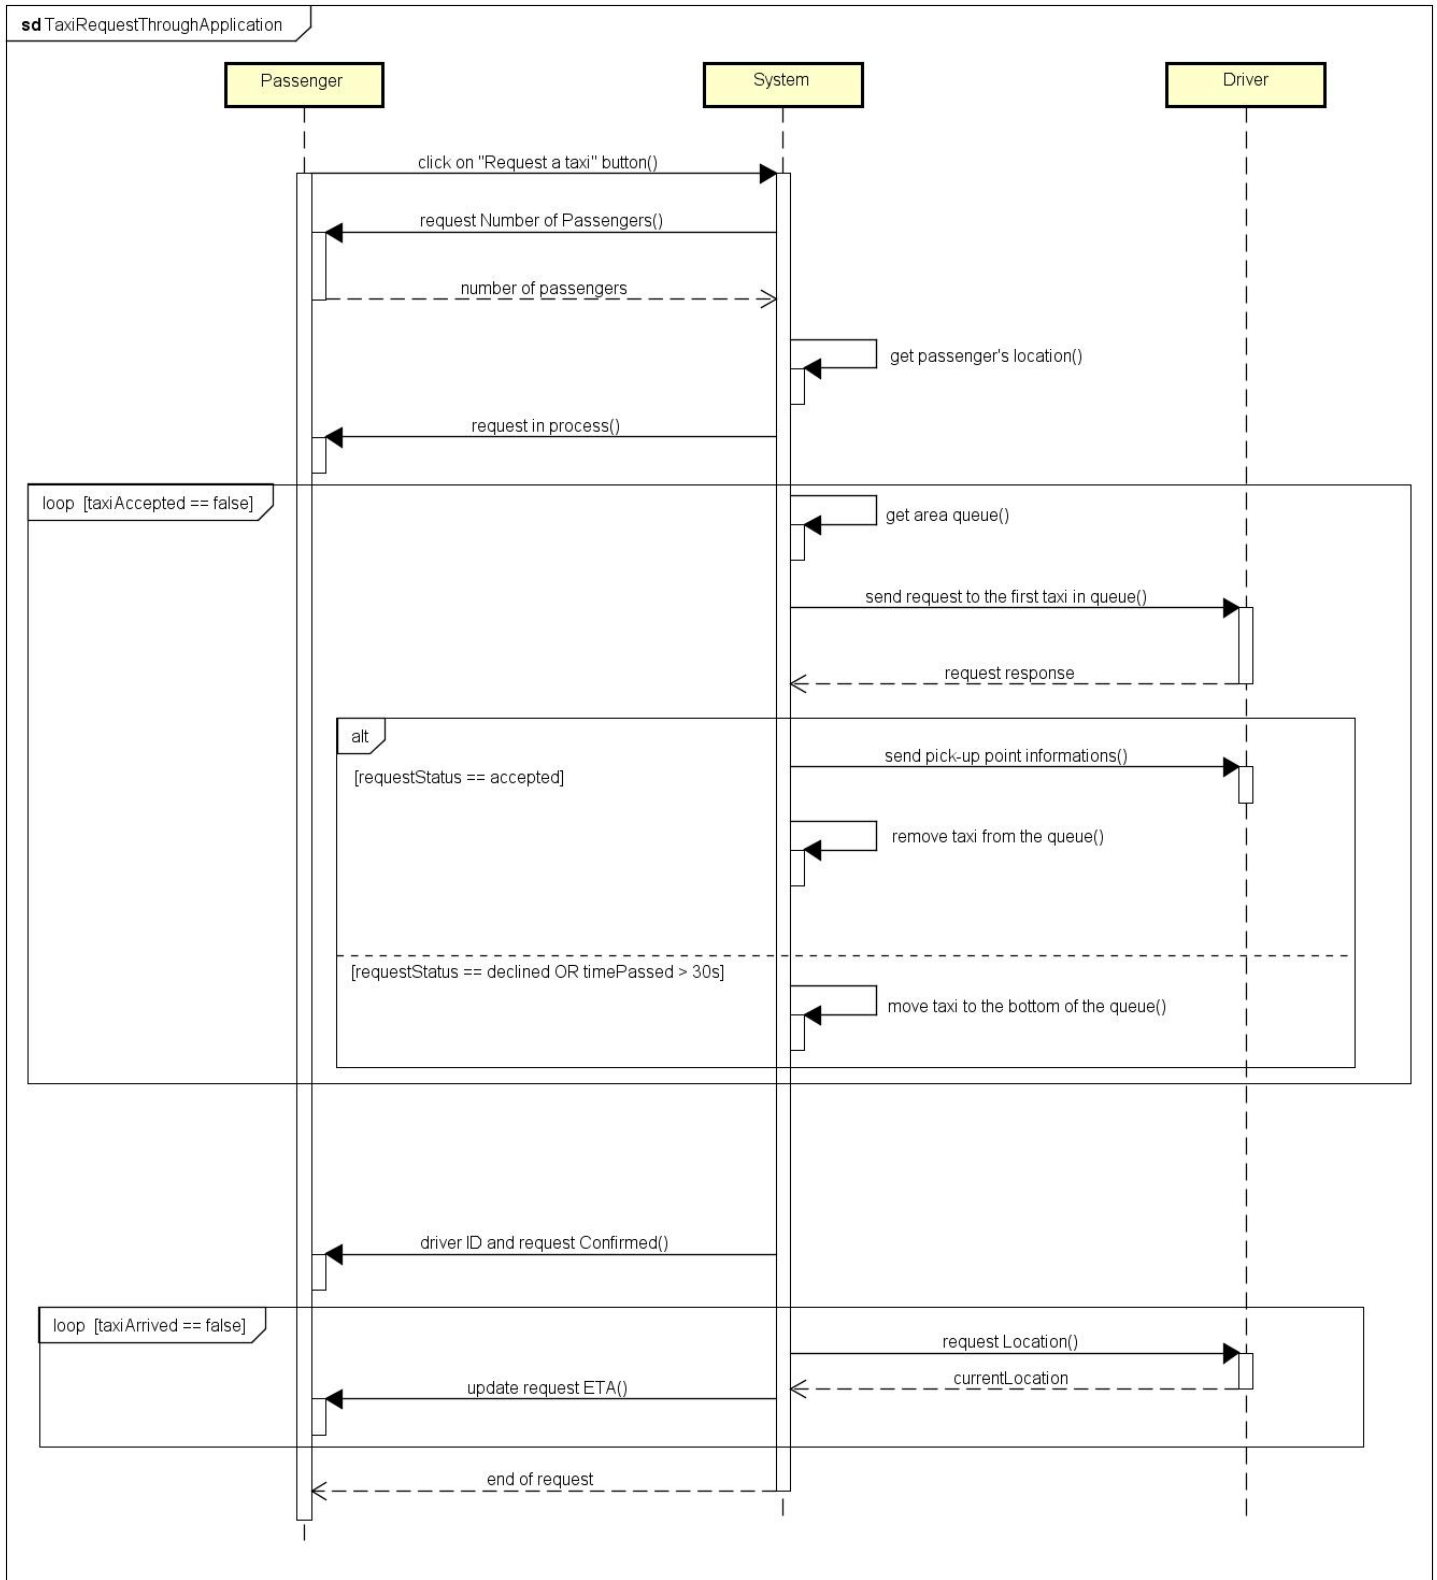 sd TaxiRequestThroughApplication
Passenger
System
Driver
click on "Request a taxi" button()
request Number of Passengers()
number of passengers
get passenger's location()
request in process()
loop [taxiAccepted == false]
get area queue()
send request to the first taxi in queue()
request response
alt
send pick-up point informations()
[requestStatus == accepted]
remove taxi from the queue()
[requestStatus == declined OR timePassed > 30s]
move taxi to the bottom of the queue()
driver ID and request Confirmed()
loop [taxiArrived == false]
request Location()
currentLocation
update request ETA()
end of request